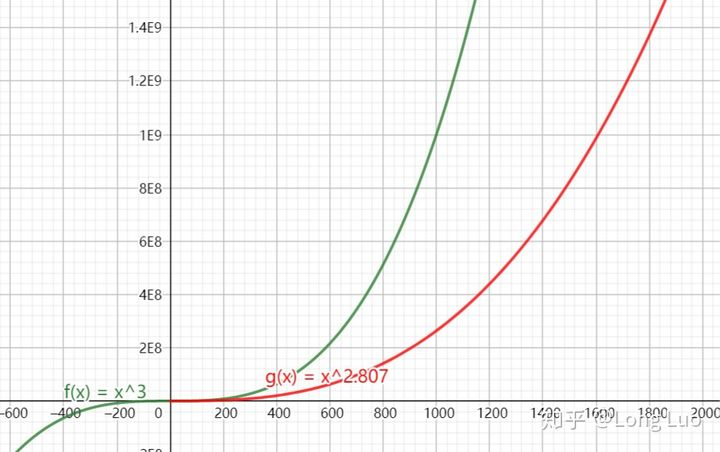 1.4E9
1.2E9
1E9
8E8
6E8
4E8
2E8
g(x) = x^2.807
f(x) = x^3
-600 -400 -200 0 200 400 600 800 1000 1200 1400 1600 1800 2000
知乎 @Long Luo